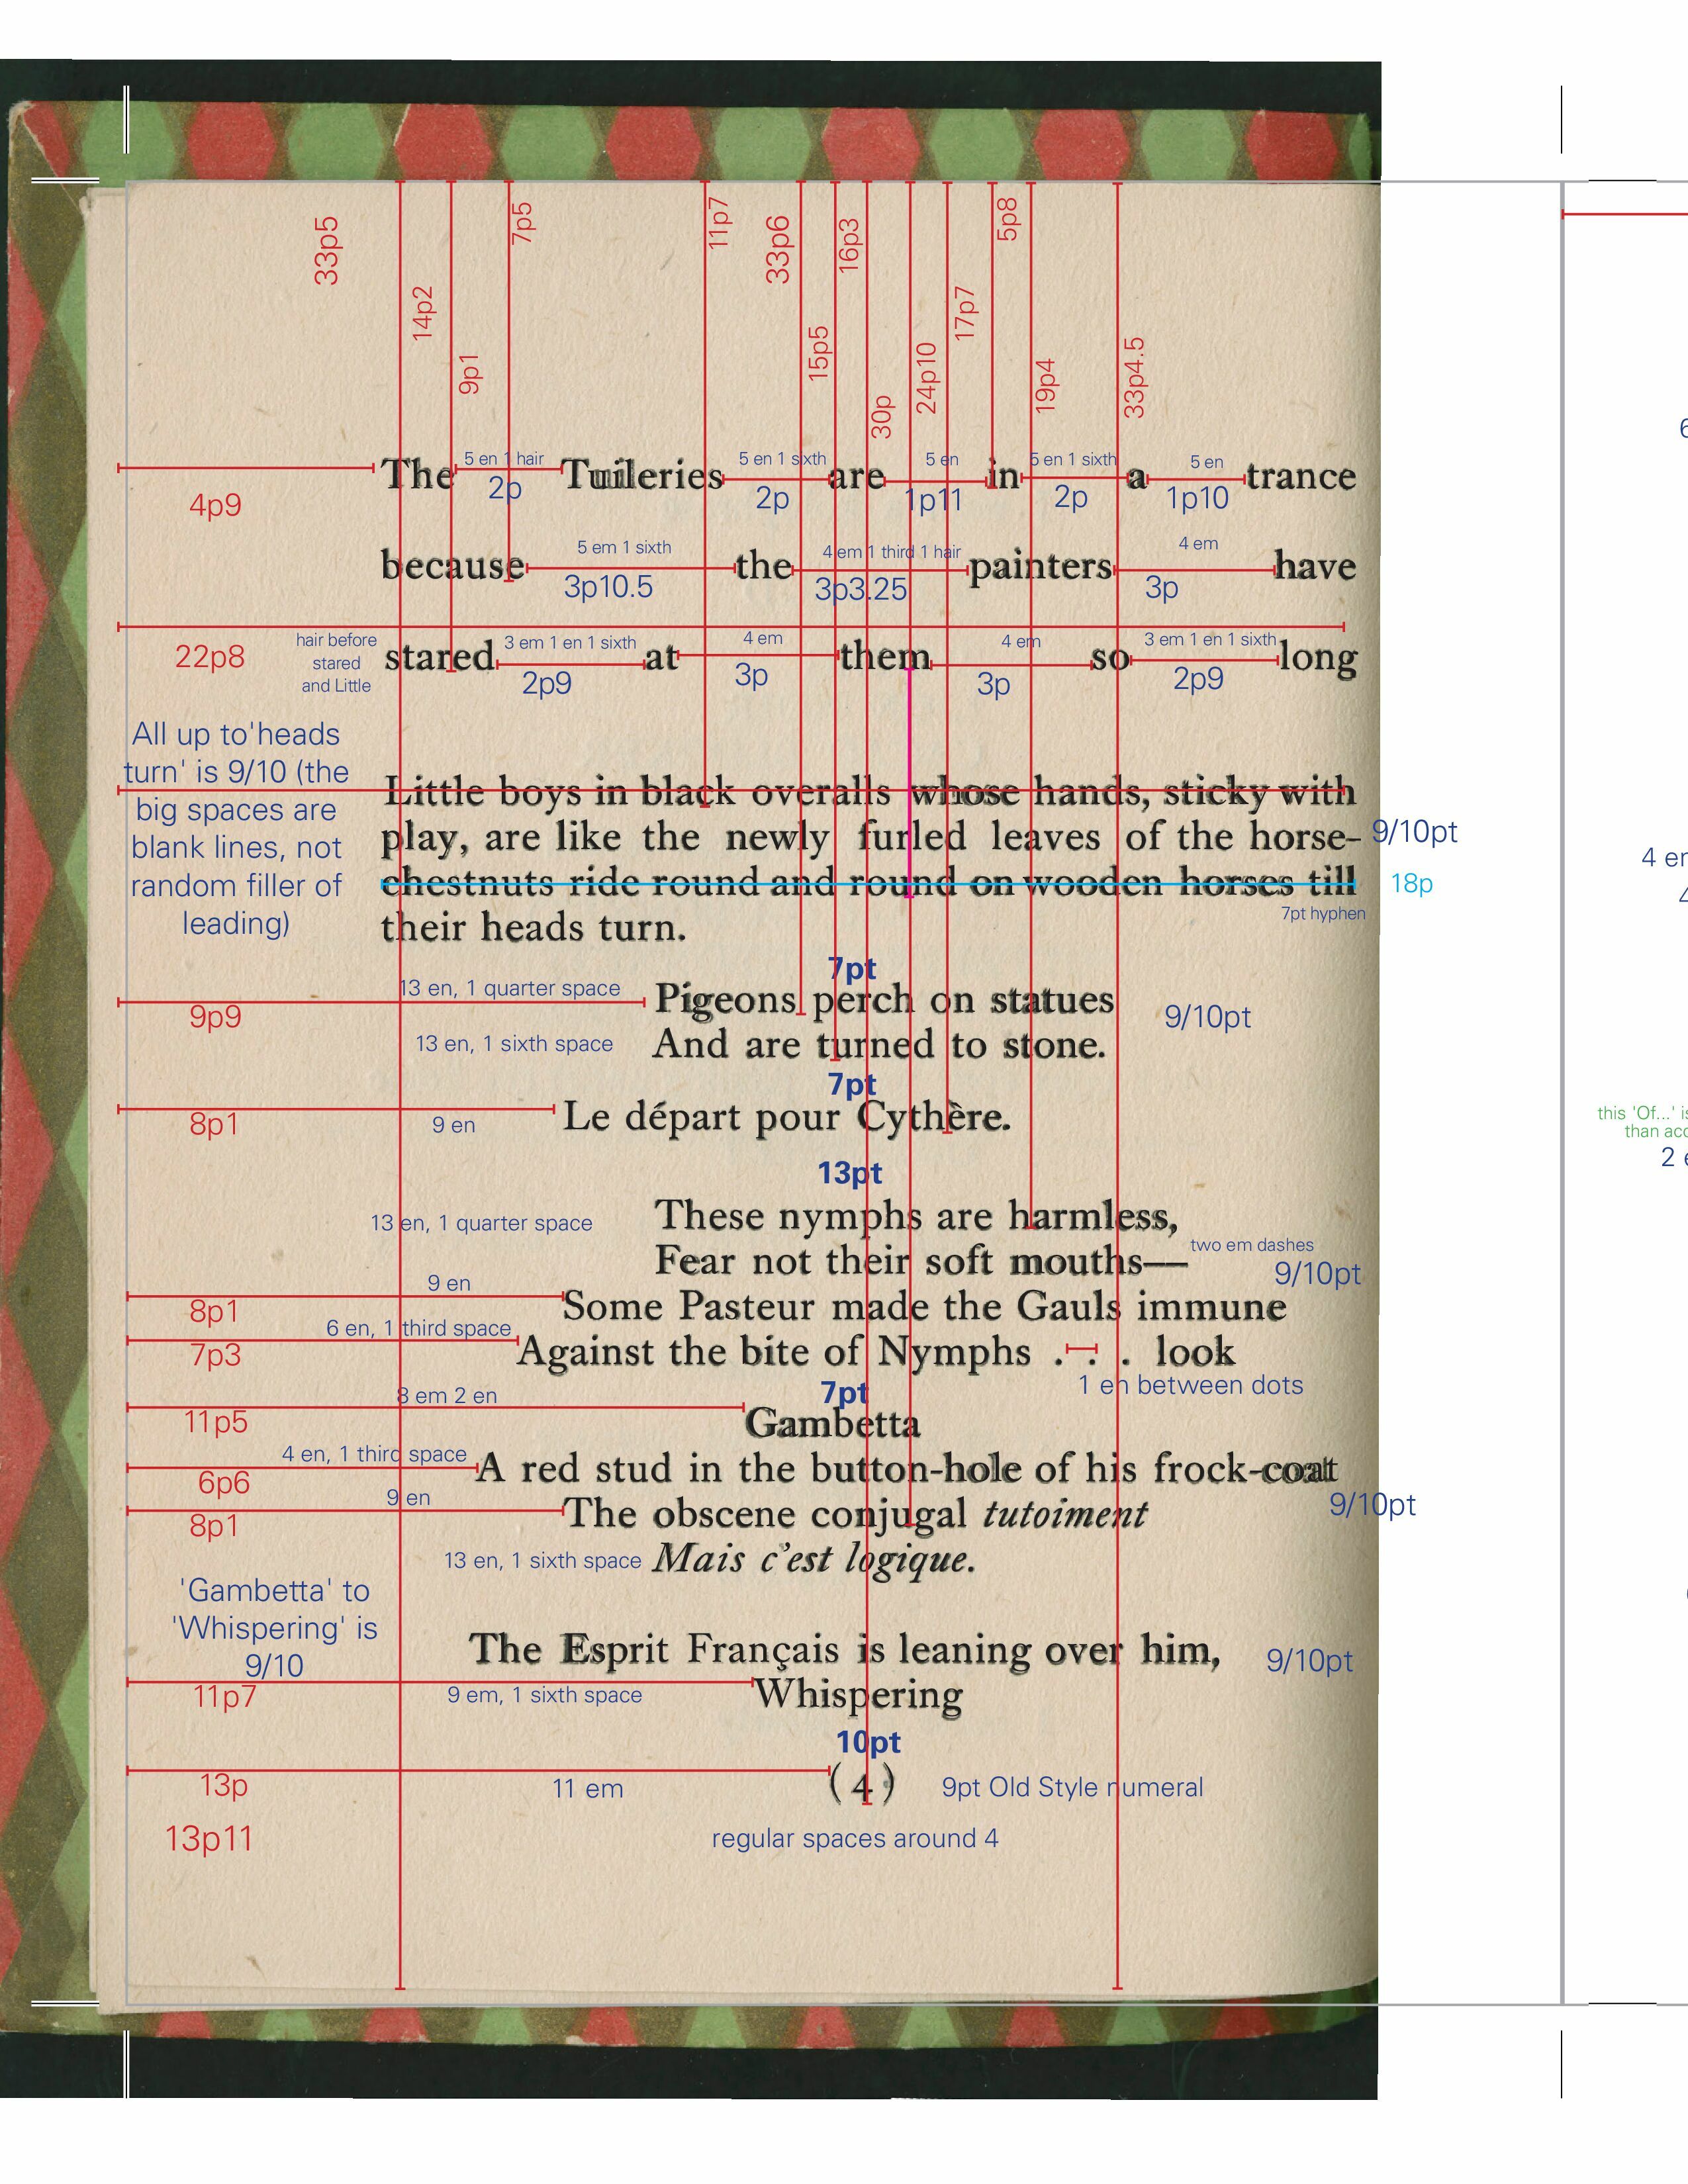 33p5
14p2
9p1
7p5
11p7
33p6
15p5
16p3
30p
24p10
17p7
5p8
19p4
33p4.5
5 en 1 hair
5 en 1 sixth
5 en
5 en 1 sixth
5 en
The Tuileries are in a trance
4p9
2p
2p
1p11
2p
1p10
5 em 1 sixth
4 em 1 third 1 hair
4 em
because the painters have
3p10.5
3p3.25
3p
hair before
stared
and Little
3 em 1 en 1 sixth
4 em
4 em
3 em 1 en 1 sixth
22p8
stared at them so long
2p9
3p
3p
2p9
All up to'heads
turn' is 9/10 (the
big spaces are
blank lines, not
random filler of
leading)
Little boys in black overalls whose hands, sticky with
play, are like the newly furled leaves of the horse-
9/10pt
chestnuts ride round and round on wooden horses till
18p
7pt hyphen
their heads turn.
7pt
13 en, 1 quarter space
9p9
Pigeons perch on statues
9/10pt
13 en, 1 sixth space
And are turned to stone.
7pt
8p1
9 en
Le départ pour Cythère.
13pt
13 en, 1 quarter space
These nymphs are harmless,
two em dashes
Fear not their soft mouths—
9/10pt
9 en
8p1
Some Pasteur made the Gauls immune
6 en, 1 third space
7p3
Against the bite of Nymphs . . . look
1 en between dots
7pt
8 em 2 en
11p5
Gambetta
4 en, 1 third space
6p6
A red stud in the button-hole of his frock-coat
9/10pt
9 en
8p1
The obscene conjugal tutoiment
13 en, 1 sixth space
Mais c'est logique.
'Gambetta' to
'Whispering' is
9/10
The Esprit Français is leaning over him,
9/10pt
11p7
9 em, 1 sixth space
Whispering
10pt
13p
11 em
(4)
9pt Old Style numeral
13p11
regular spaces around 4
6
4 en
4
this 'Of...' is
than acc
2 e